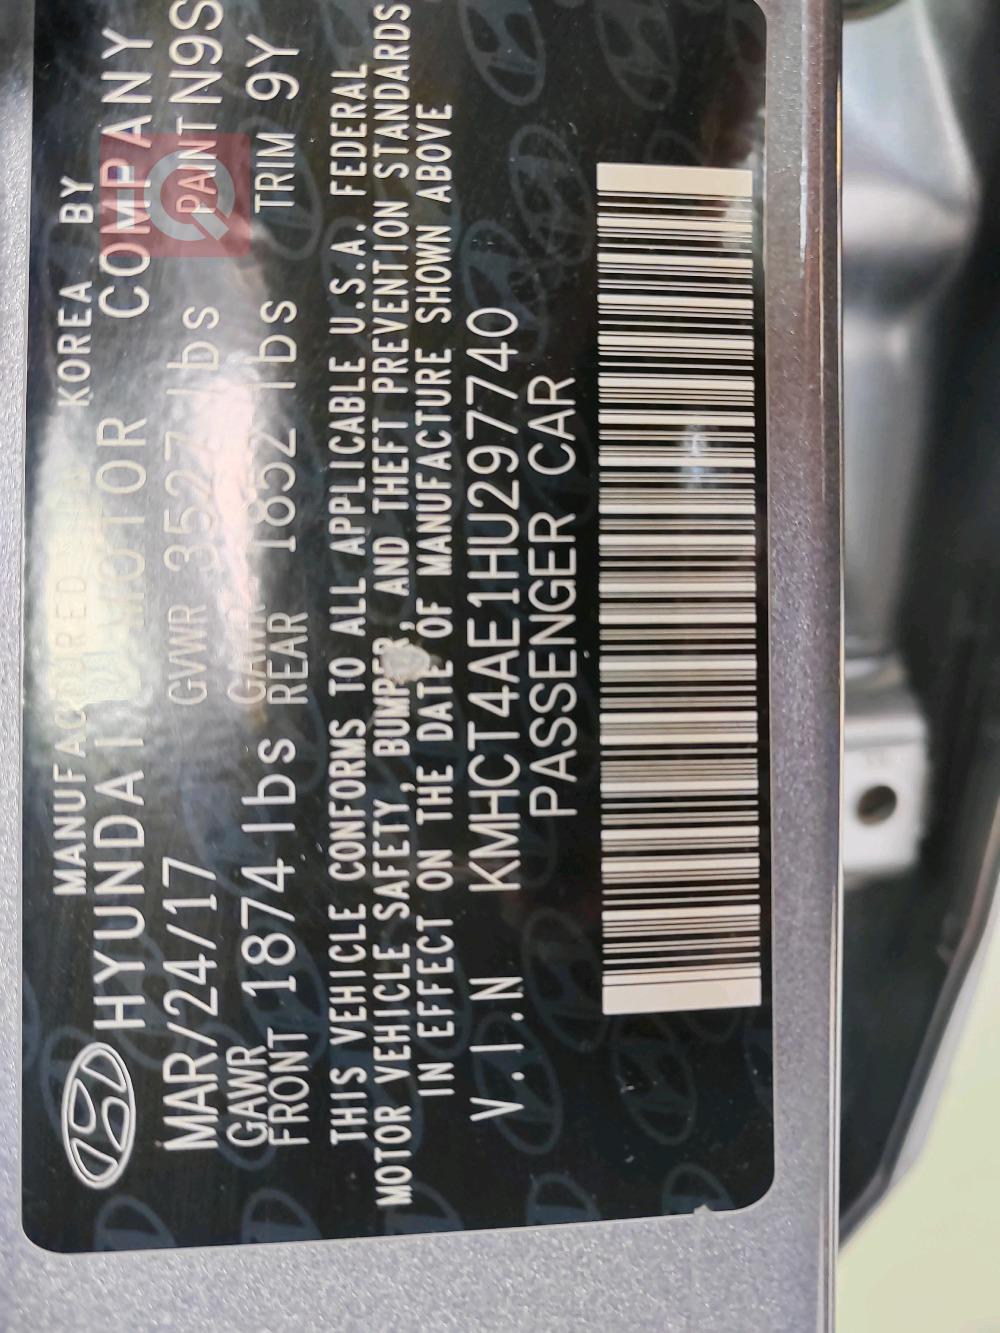 MANUFACTURED KOREA BY
HYUNDAI MOTOR COMPANY
MAR/24/17 GVWR 3527 lbs PAINT N9S
GAWR FRONT 1874 lbs GAWR REAR 1852 lbs TRIM 9Y
THIS VEHICLE CONFORMS TO ALL APPLICABLE U.S.A. FEDERAL
MOTOR VEHICLE SAFETY, BUMPER, AND THEFT PREVENTION STANDARDS
IN EFFECT ON THE DATE OF MANUFACTURE SHOWN ABOVE
V.I.N KMHCT4AE1HU297740
PASSENGER CAR